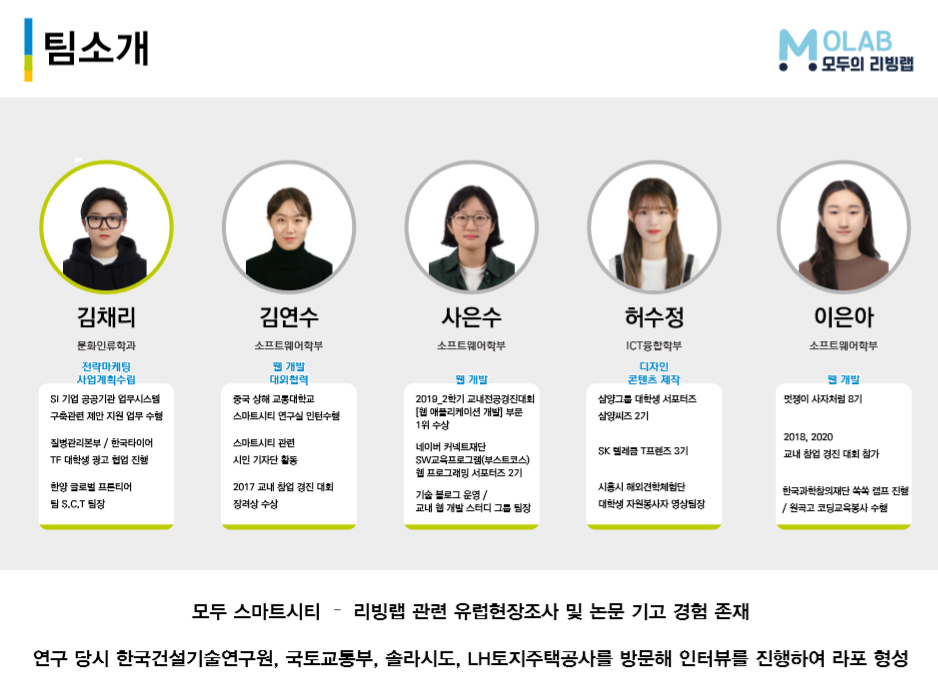 팀소개
MOLAB
모두의 리빙랩
김채리
문화인류학과
전략마케팅
사업계획수립
SI 기업 공공기관 업무시스템
구축관련 제안 지원 업무 수행
질병관리본부 / 한국타이어
TF 대학생 광고 협업 진행
한양 글로벌 프론티어
팀 S.C.T 팀장
김연수
소프트웨어학부
웹 개발
대외협력
중국 상해 교통대학교
스마트시티 연구실 인턴수행
스마트시티 관련
시민 기자단 활동
2017 교내 창업 경진 대회
장려상 수상
사은수
소프트웨어학부
웹 개발
2019_2학기 교내전공경진대회
[웹 애플리케이션 개발] 부문
1위 수상
네이버 커넥트재단
SW교육프로그램(부스트코스)
웹 프로그래밍 서포터즈 2기
기술 블로그 운영 /
교내 웹 개발 스터디 그룹 팀장
허수정
ICT융합학부
디자인
콘텐츠 제작
삼양그룹 대학생 서포터즈
삼양씨즈 2기
SK 텔레콤 T프렌즈 3기
시흥시 해외견학체험단
대학생 자원봉사자 영상팀장
이은아
소프트웨어학부
웹 개발
멋쟁이 사자처럼 8기
2018, 2020
교내 창업 경진 대회 참가
한국과학창의재단 쏙쏙 캠프 진행
/ 원곡고 코딩교육봉사 수행
모두 스마트시티 – 리빙랩 관련 유럽현장조사 및 논문 기고 경험 존재
연구 당시 한국건설기술연구원, 국토교통부, 솔라시도, LH토지주택공사를 방문해 인터뷰를 진행하여 라포 형성